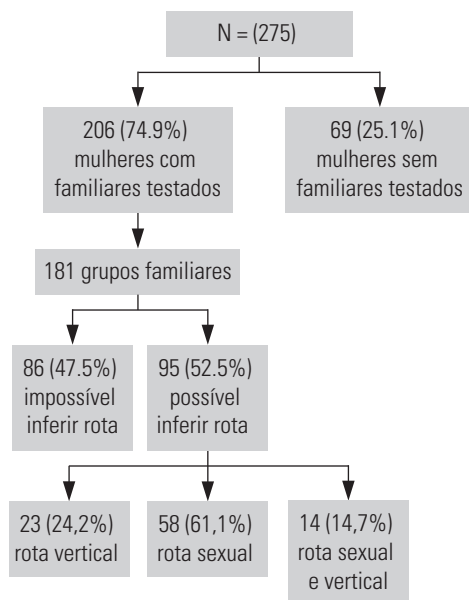 N = (275)
206 (74.9%)
mulheres com
familiares testados
69 (25.1%)
mulheres sem
familiares testados
181 grupos familiares
86 (47.5%)
impossível
inferir rota
95 (52.5%)
possível
inferir rota
23 (24,2%)
rota vertical
58 (61,1%)
rota sexual
14 (14,7%)
rota sexual
e vertical